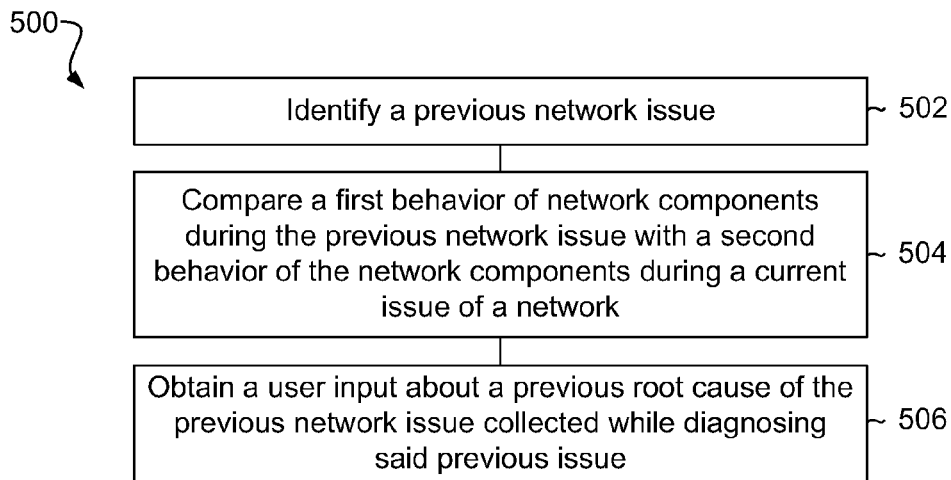 500
Identify a previous network issue
502
Compare a first behavior of network components
during the previous network issue with a second
behavior of the network components during a current
issue of a network
504
Obtain a user input about a previous root cause of the
previous network issue collected while diagnosing
said previous issue
506